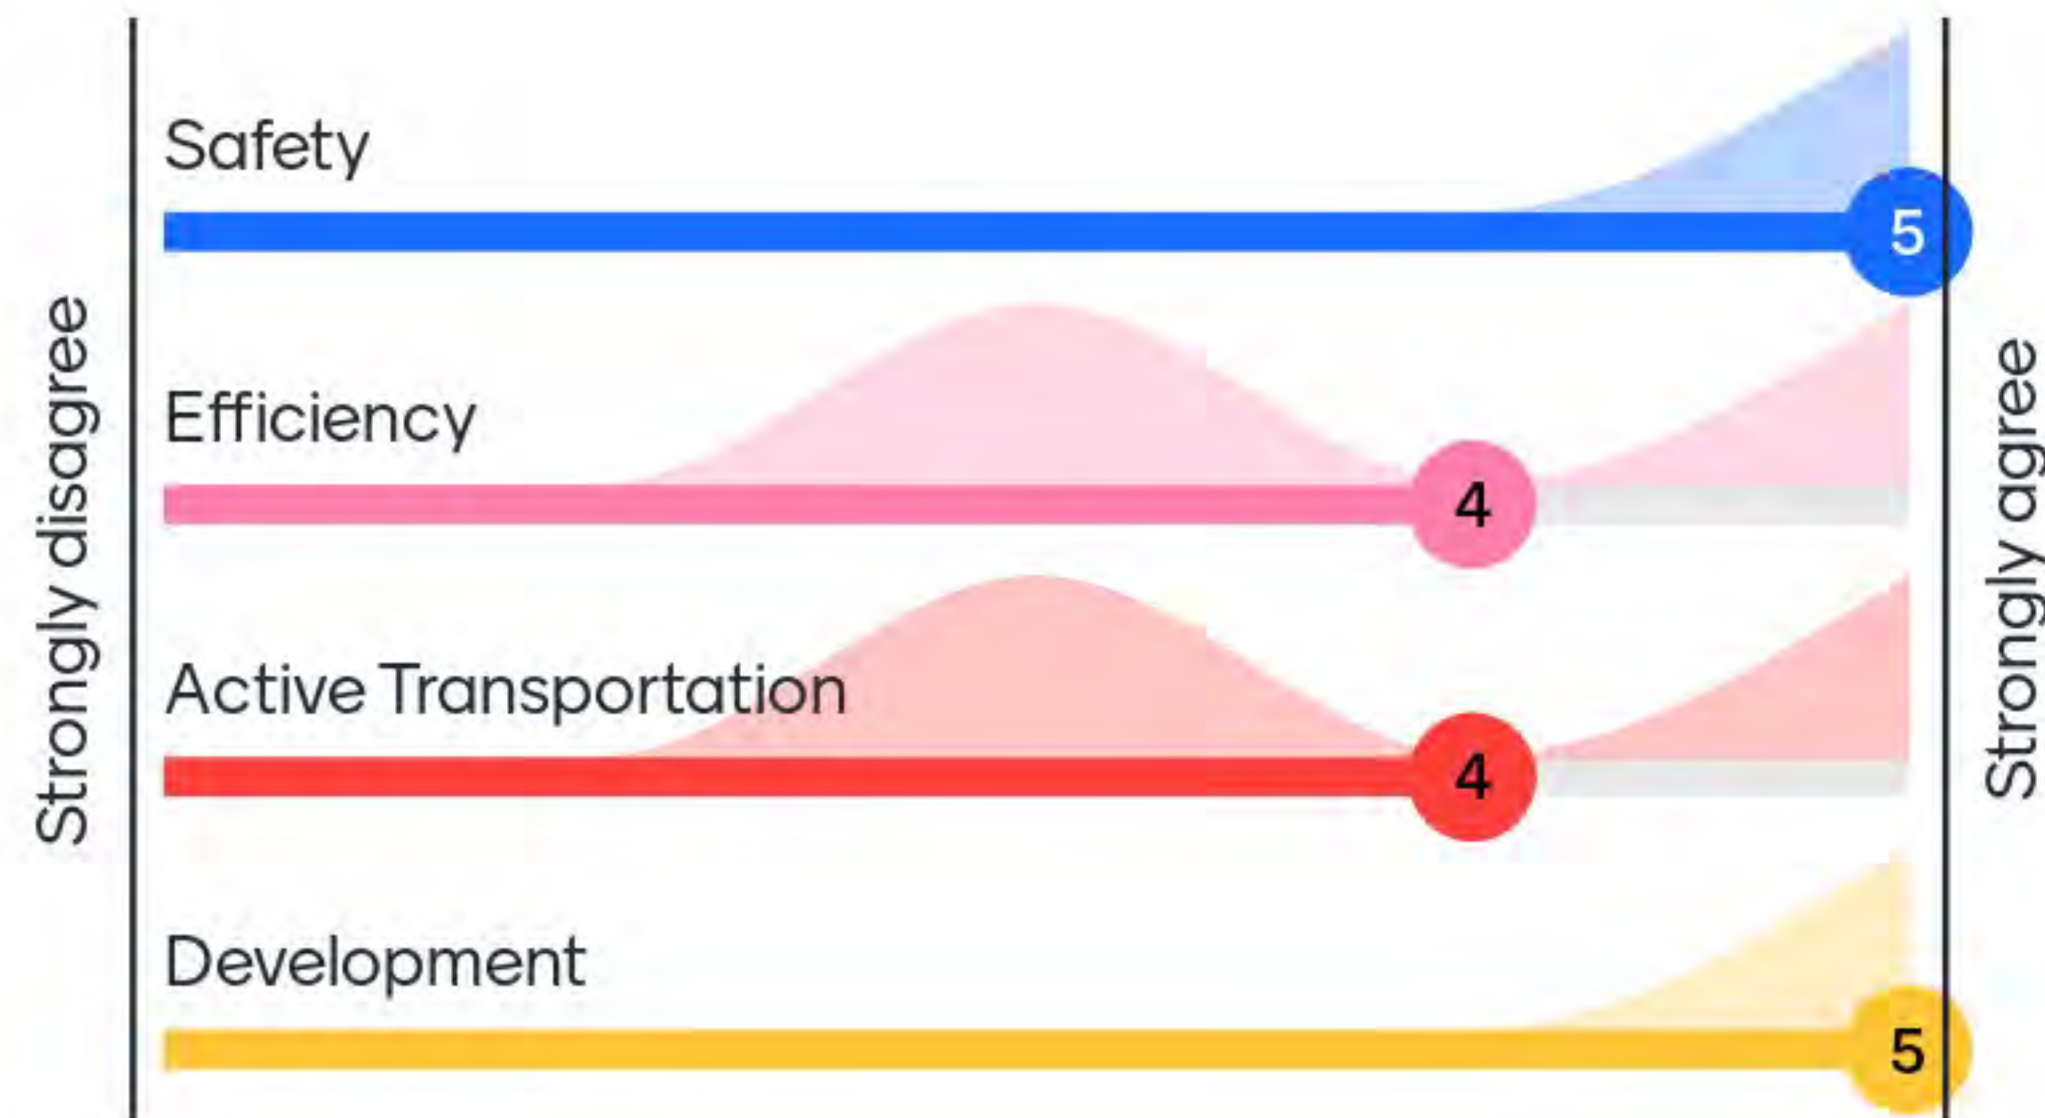 Strongly disagree
Safety
5
Efficiency
4
Active Transportation
4
Development
5
Strongly agree